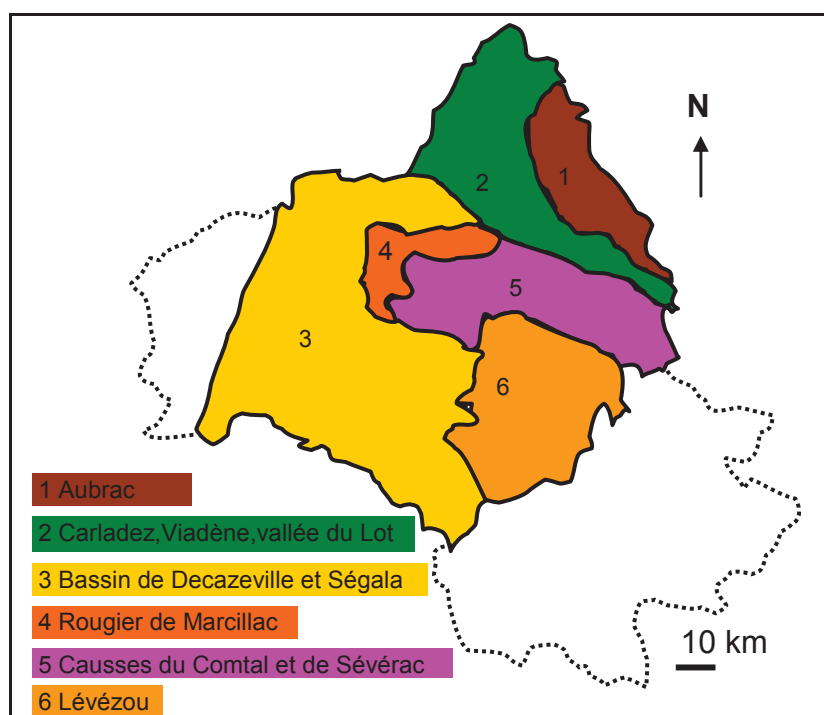 N
1
2
4
5
3
6
1 Aubrac
2 Carladez,Viadène,vallée du Lot
3 Bassin de Decazeville et Ségala
4 Rougier de Marcillac
10 km
5 Causses du Comtal et de Sévérac
6 Lévézou